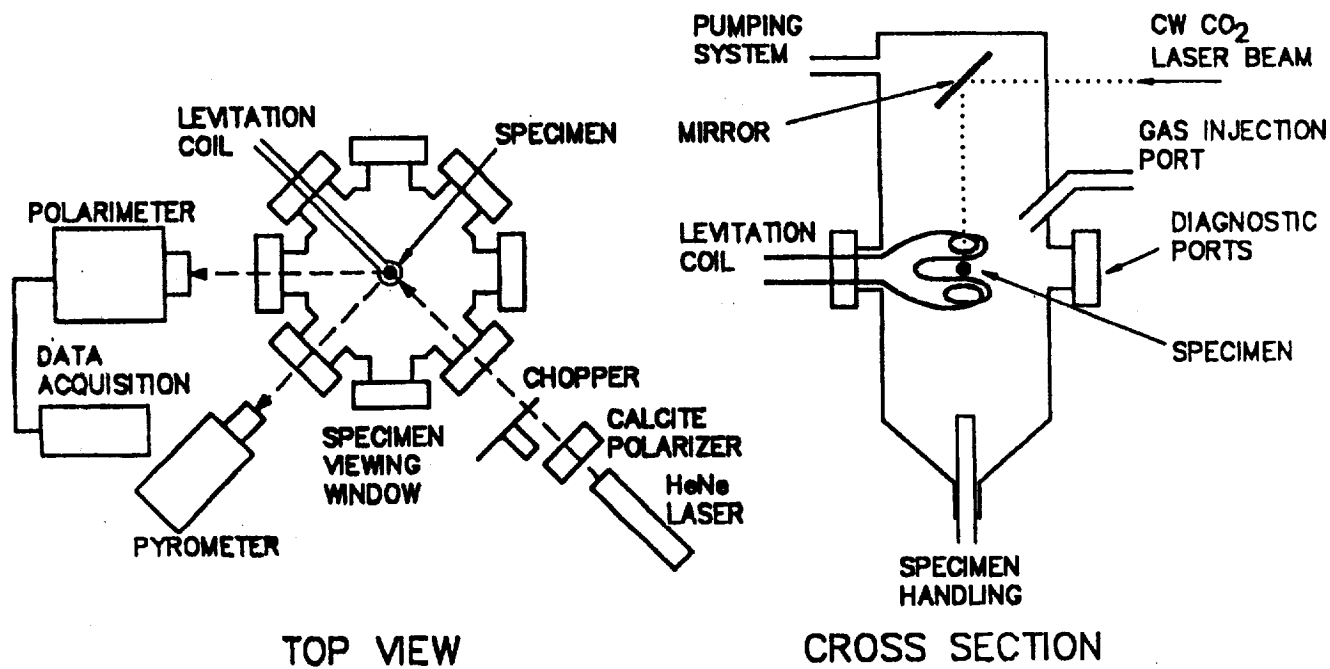 LEVITATION
COIL
SPECIMEN
POLARIMETER
DATA
ACQUISITION
PYROMETER
SPECIMEN
VIEWING
WINDOW
CHOPPER
CALCITE
POLARIZER
HeNe
LASER
TOP VIEW
PUMPING
SYSTEM
CW CO₂
LASER BEAM
MIRROR
GAS INJECTION
PORT
LEVITATION
COIL
DIAGNOSTIC
PORTS
SPECIMEN
SPECIMEN
HANDLING
CROSS SECTION